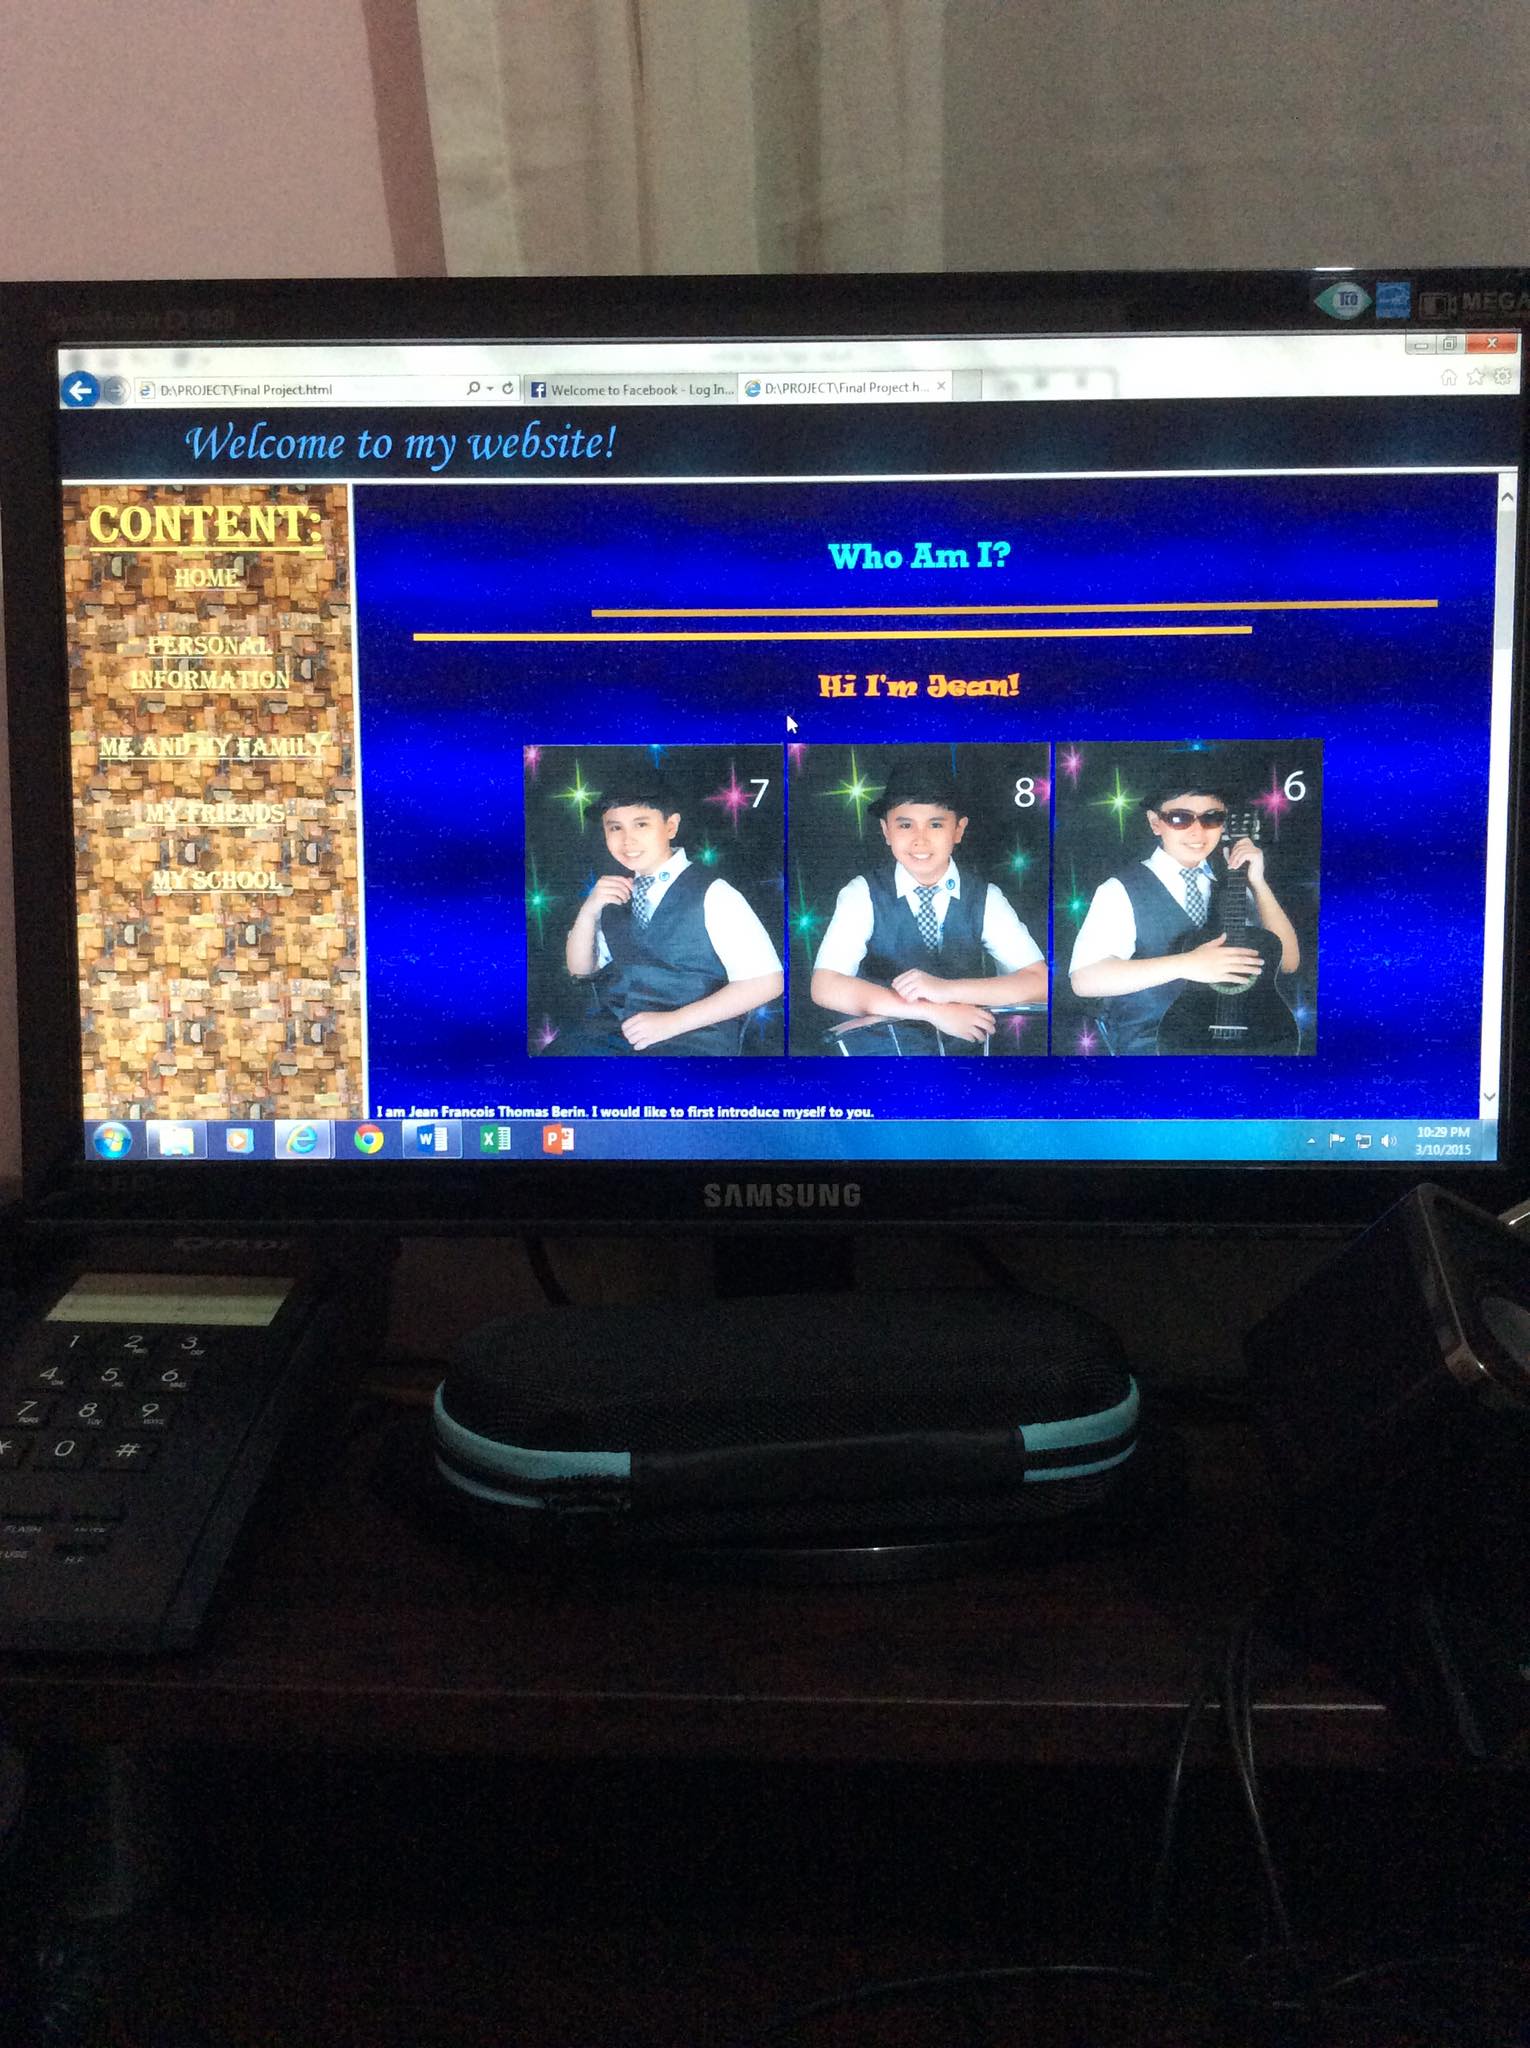 TCO
MEGA
D:\PROJECT\Final Project.html
Welcome to Facebook - Log In...
D:\PROJECT\Final Project.h...
Welcome to my website!
CONTENT:
HOME
PERSONAL
INFORMATION
ME AND MY FAMILY
MY FRIENDS
MY SCHOOL
Who Am I?
Hi I'm Jean!
7
8
6
I am Jean Francois Thomas Berin. I would like to first introduce myself to you.
10:29 PM
3/10/2015
SAMSUNG
1 2 3
4 5 6
7 8 9
* 0 #
FLASH